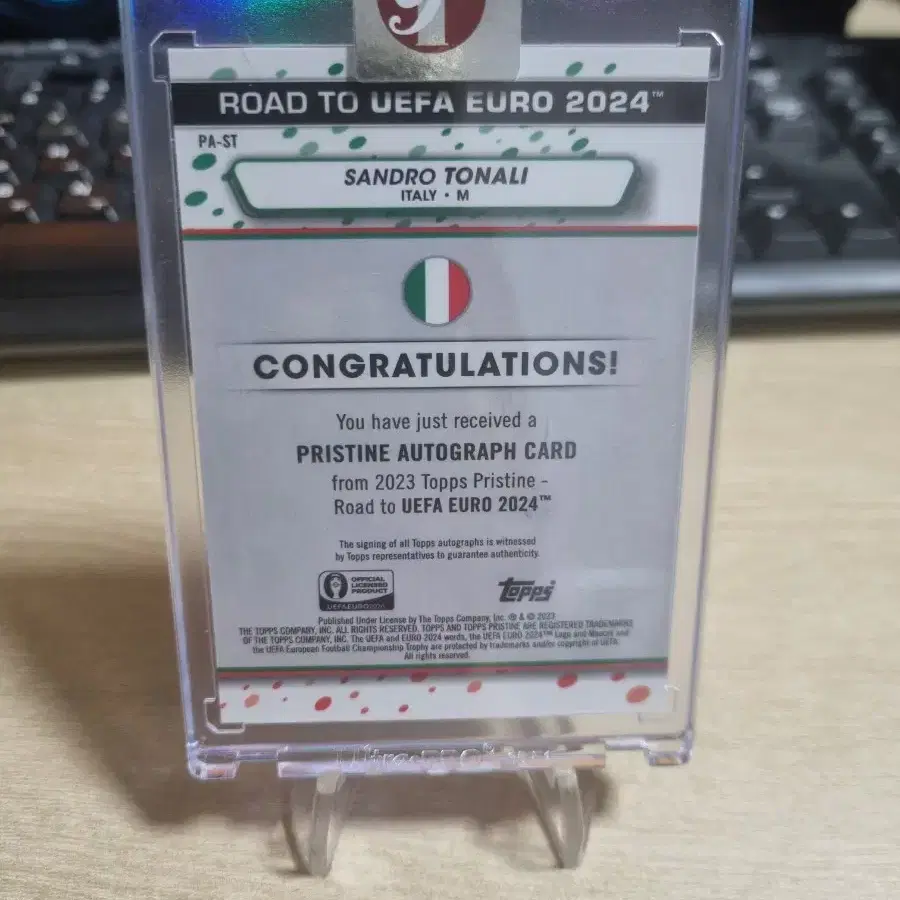 ROAD TO UEFA EURO 2024™
PA-ST
SANDRO TONALI
ITALY • M
CONGRATULATIONS!
You have just received a
PRISTINE AUTOGRAPH CARD
from 2023 Topps Pristine -
Road to UEFA EURO 2024™
The signing of all Topps autographs is witnessed
by Topps representatives to guarantee authenticity.
OFFICIAL
LICENSED
PRODUCT
UEFA EURO2024
Topps
Published Under License by The Topps Company, Inc. ® & © 2023
THE TOPPS COMPANY, INC. ALL RIGHTS RESERVED. TOPPS AND TOPPS PRISTINE ARE REGISTERED TRADEMARKS
OF THE TOPPS COMPANY, INC. The UEFA and EURO 2024 words, the UEFA EURO 2024™ Logo and Mascot and
the UEFA European Football Championship Trophy are protected by trademarks and/or copyright of UEFA.
All rights reserved.
Ultra-PRO